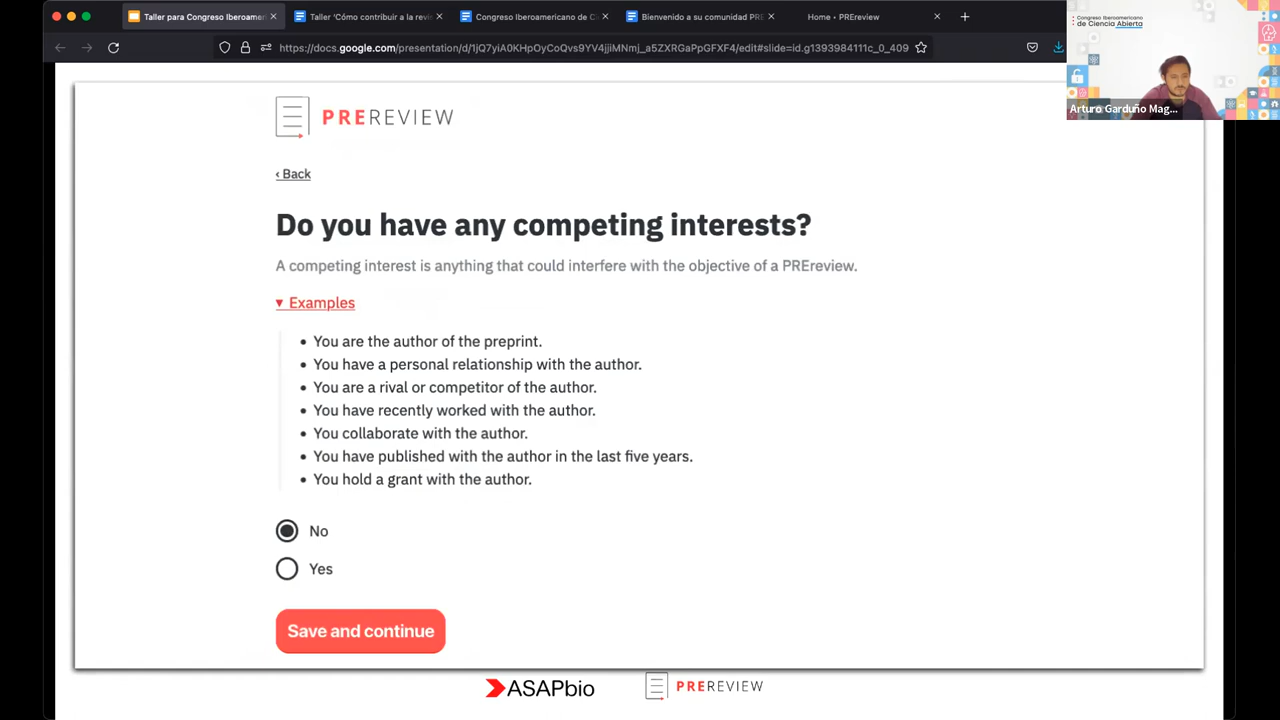 Taller para Congreso Iberoamer
Taller 'Cómo contribuir a la revis
Congreso Iberoamericano de C
Bienvenido a su comunidad PRE
Home • PREreview
https://docs.google.com/presentation/d/1jQ7yiA0KHpOyCoQvs9YV4jjiMNmj_a5ZXRGaPpGFXF4/edit#slide=id.g1393984111c_0_409
Congreso Iberoamericano
de Ciencia Abierta
Arturo Garduño Mag...
PREREVIEW
‹ Back
Do you have any competing interests?
A competing interest is anything that could interfere with the objective of a PREreview.
▾ Examples
• You are the author of the preprint.
• You have a personal relationship with the author.
• You are a rival or competitor of the author.
• You have recently worked with the author.
• You collaborate with the author.
• You have published with the author in the last five years.
• You hold a grant with the author.
No
Yes
Save and continue
ASAPbio
PREREVIEW